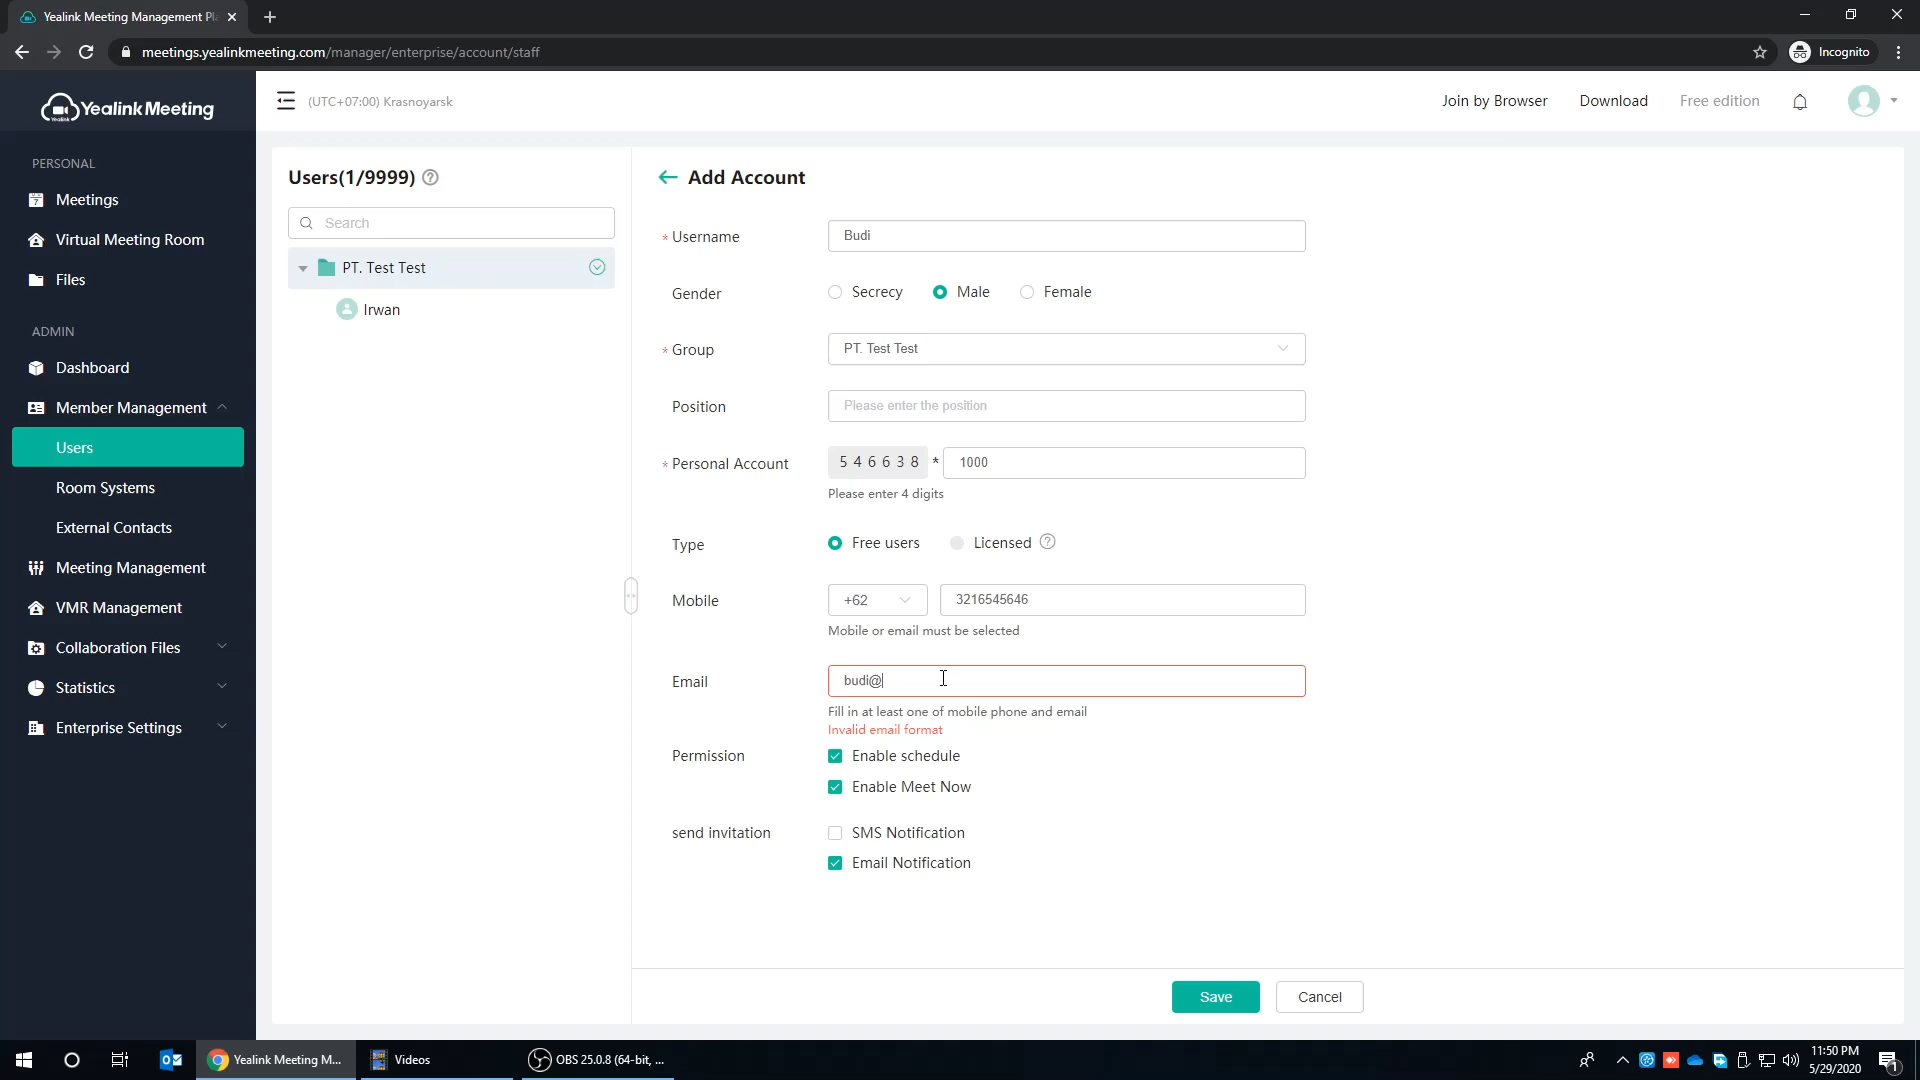 Yealink Meeting Management Pla
meetings.yealinkmeeting.com/manager/enterprise/account/staff
Incognito
Yealink Meeting
Yealink
(UTC+07:00) Krasnoyarsk
Join by Browser
Download
Free edition
PERSONAL
Meetings
Virtual Meeting Room
Files
ADMIN
Dashboard
Member Management
Users
Room Systems
External Contacts
Meeting Management
VMR Management
Collaboration Files
Statistics
Enterprise Settings
Users(1/9999)
Search
PT. Test Test
Irwan
Add Account
* Username
Budi
Gender
Secrecy
Male
Female
* Group
PT. Test Test
Position
Please enter the position
* Personal Account
5 4 6 6 3 8 * 1000
Please enter 4 digits
Type
Free users
Licensed
Mobile
+62
3216545646
Mobile or email must be selected
Email
budi@
Fill in at least one of mobile phone and email
Invalid email format
Permission
Enable schedule
Enable Meet Now
send invitation
SMS Notification
Email Notification
Save
Cancel
Yealink Meeting M...
Videos
OBS 25.0.8 (64-bit, ...
11:50 PM
5/29/2020
1